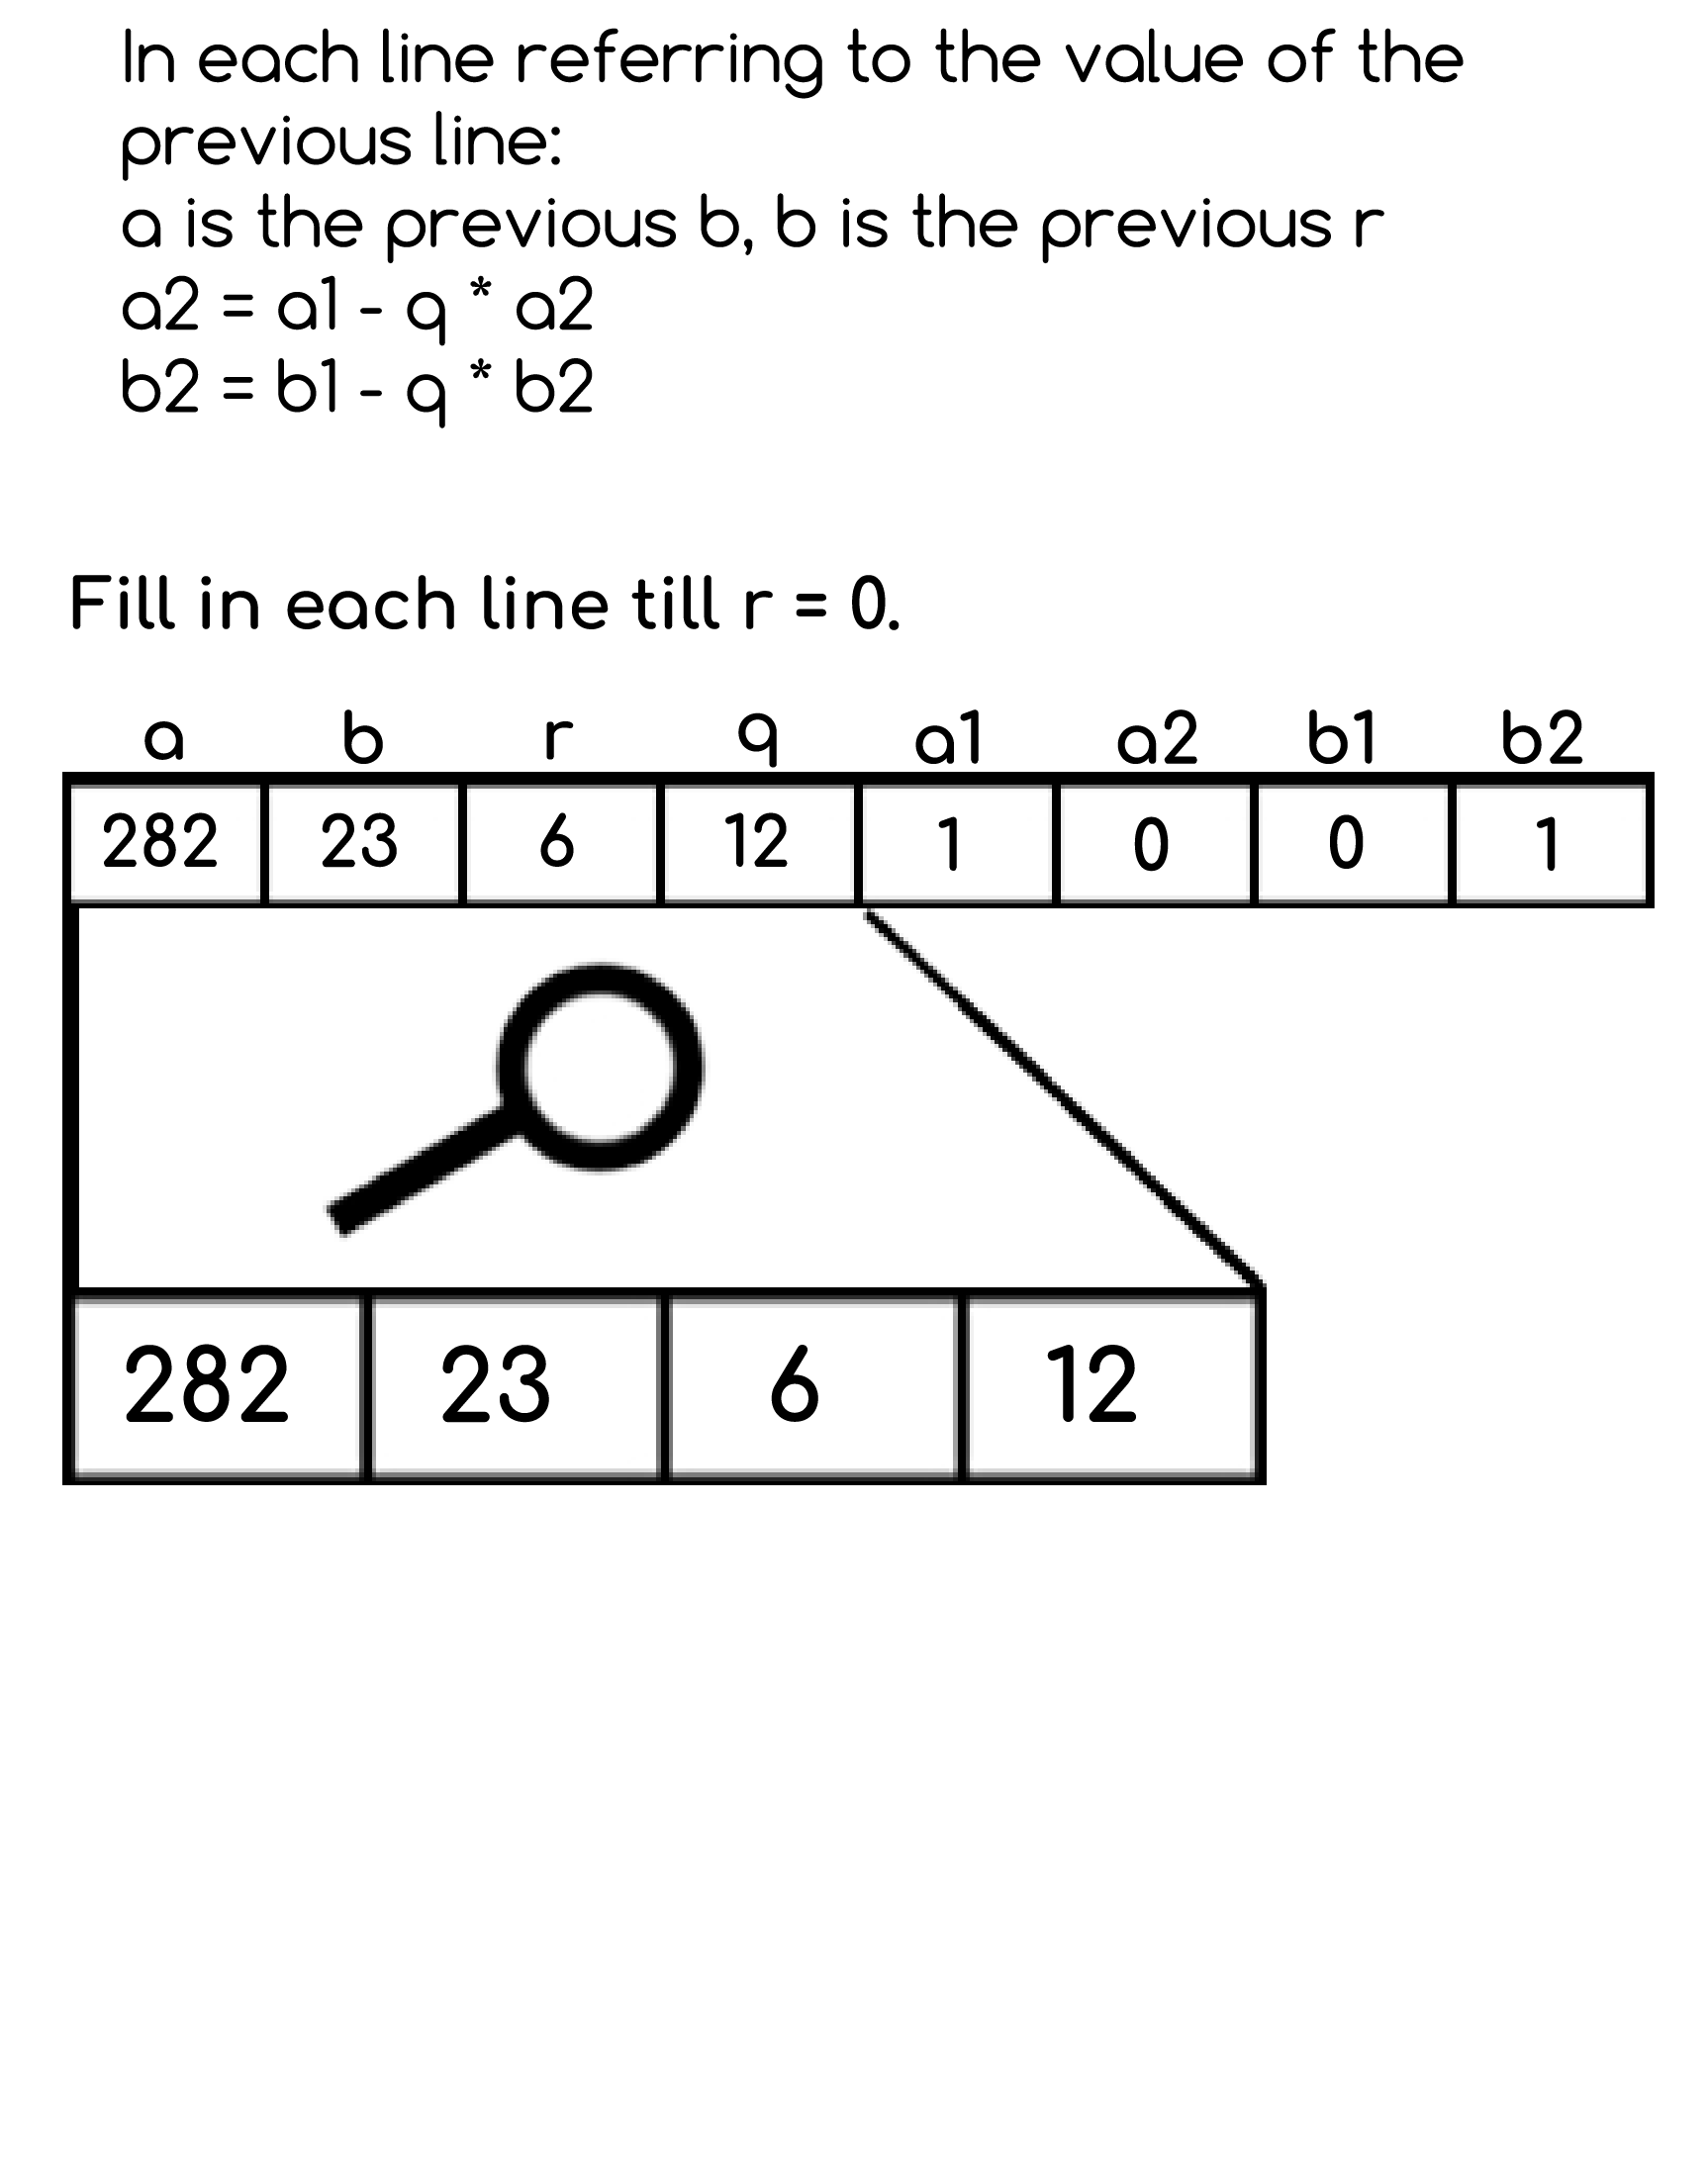 In each line referring to the value of the
previous line:
a is the previous b, b is the previous r
a2 = a1 - q * a2
b2 = b1 - q * b2
Fill in each line till r = 0.
a b r q a1 a2 b1 b2
282 23 6 12 1 0 0 1
282 23 6 12